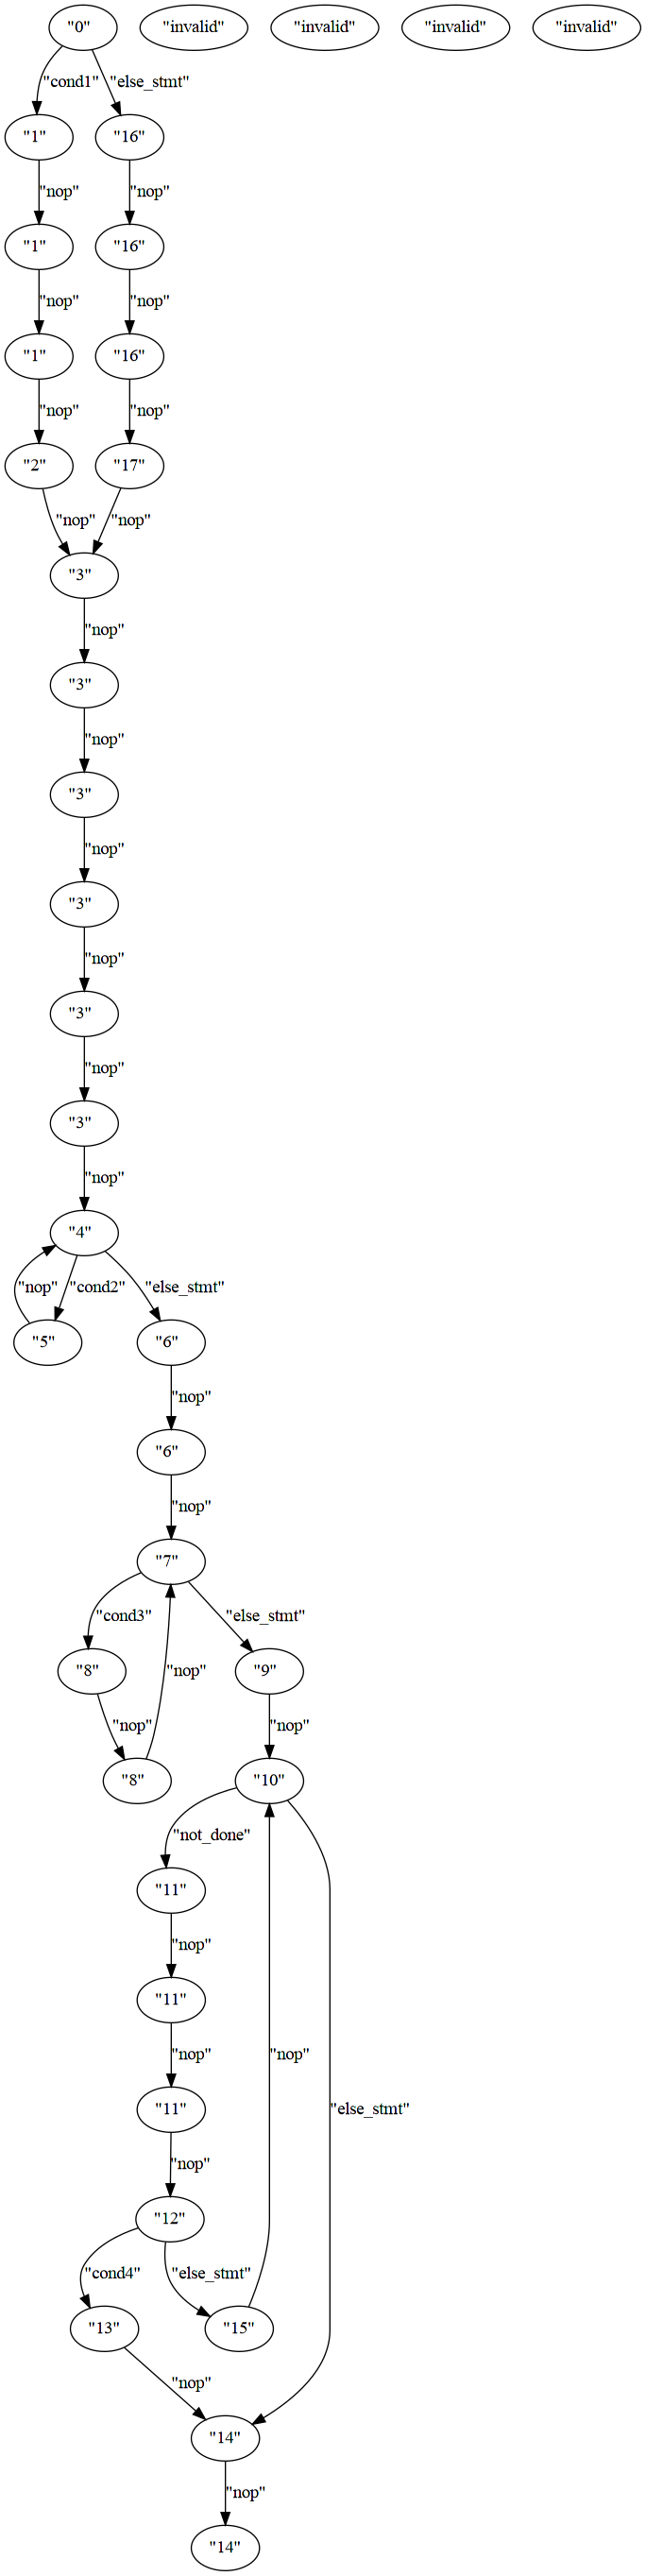 "0" "invalid" "invalid" "invalid" "invalid"
"cond1" "else_stmt"
"1" "16"
"nop" "nop"
"1" "16"
"nop" "nop"
"1" "16"
"nop" "nop"
"2" "17"
"nop" "nop"
"3"
"nop"
"3"
"nop"
"3"
"nop"
"3"
"nop"
"3"
"nop"
"3"
"nop"
"4"
"nop" "cond2" "else_stmt"
"5" "6"
"nop"
"6"
"nop"
"7"
"cond3" "nop" "else_stmt"
"8" "9"
"nop" "nop"
"8" "10"
"not_done"
"11"
"nop"
"11"
"nop" "nop"
"11" "else_stmt"
"nop"
"12"
"cond4" "else_stmt"
"13" "15"
"nop"
"14"
"nop"
"14"